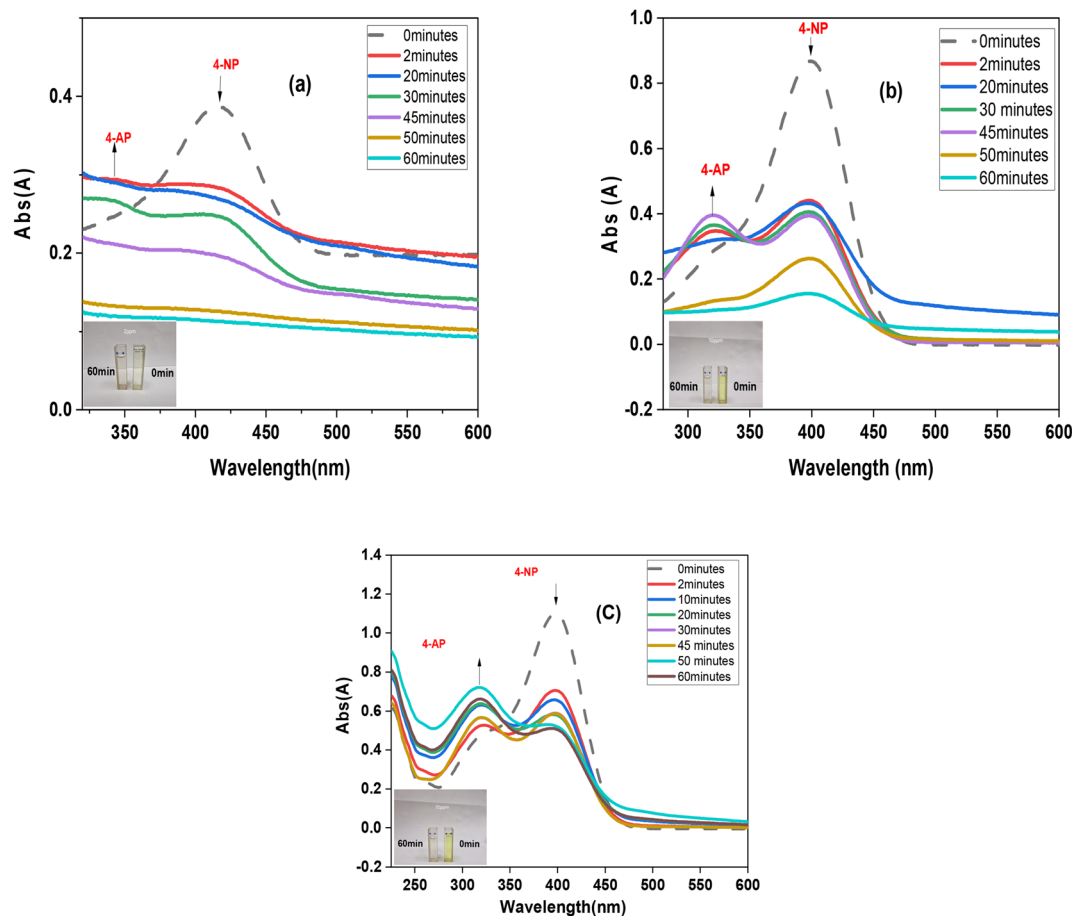 0minutes
2minutes
20minutes
30minutes
45minutes
50minutes
60minutes
(a)
4-NP
4-AP
Abs(A)
0.4
0.2
0.0
60min
0min
350 400 450 500 550 600
Wavelength(nm)
0minutes
2minutes
20minutes
30 minutes
45minutes
50minutes
60minutes
(b)
4-NP
4-AP
Abs (A)
1.0
0.8
0.6
0.4
0.2
0.0
-0.2
60min
0min
300 350 400 450 500 550 600
Wavelength (nm)
0minutes
2minutes
10minutes
20minutes
30minutes
45 minutes
50 minutes
60minutes
(C)
4-NP
4-AP
Abs(A)
1.4
1.2
1.0
0.8
0.6
0.4
0.2
0.0
-0.2
60min
0min
250 300 350 400 450 500 550 600
Wavelength(nm)